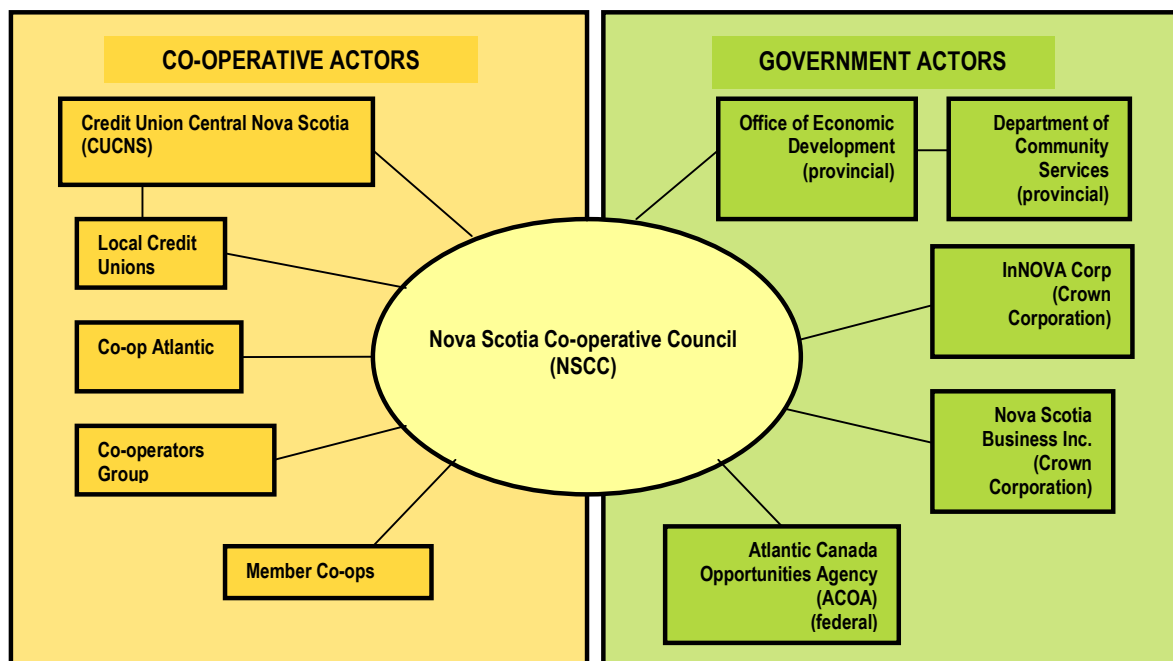 CO-OPERATIVE ACTORS
Credit Union Central Nova Scotia
(CUCNS)
Local Credit
Unions
Co-op Atlantic
Co-operators
Group
Member Co-ops
Nova Scotia Co-operative Council
(NSCC)
GOVERNMENT ACTORS
Office of Economic
Development
(provincial)
Department of
Community
Services
(provincial)
InNOVA Corp
(Crown
Corporation)
Nova Scotia
Business Inc.
(Crown
Corporation)
Atlantic Canada
Opportunities Agency
(ACOA)
(federal)